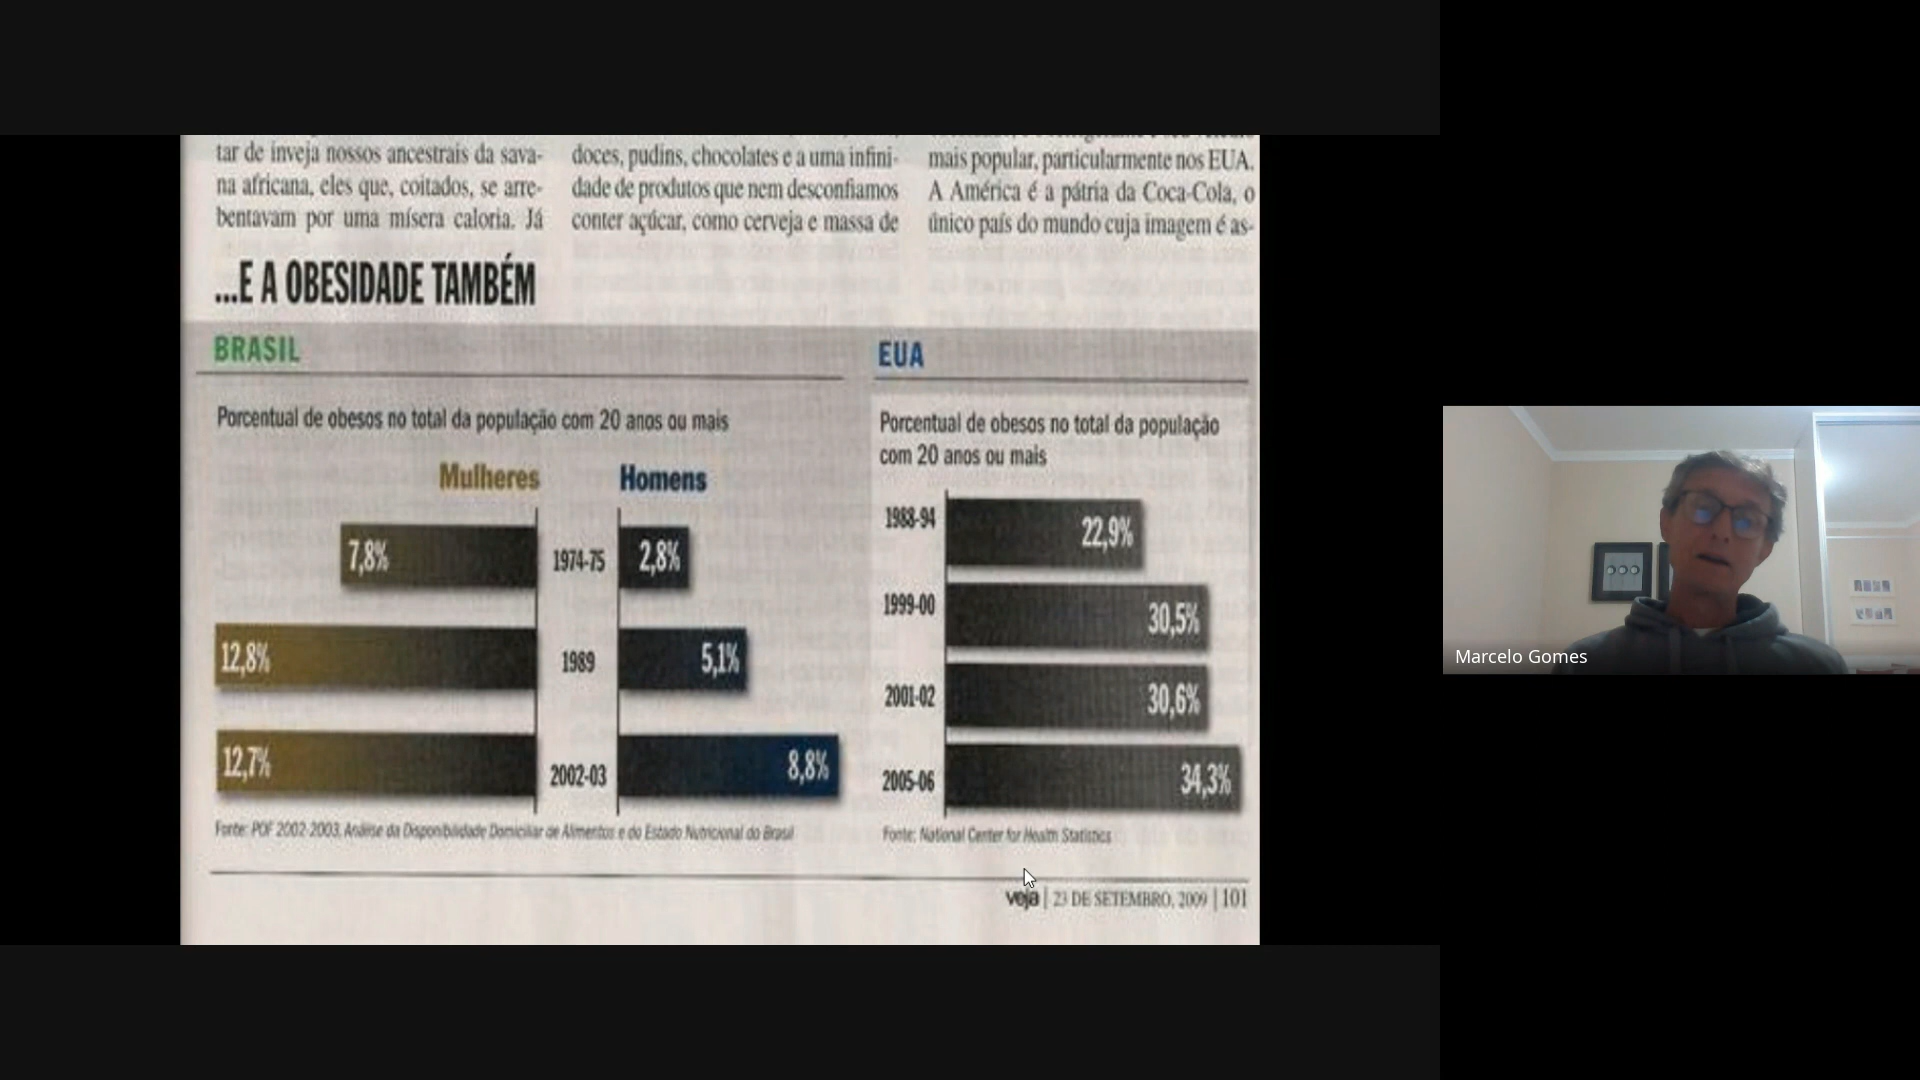 tar de inveja nossos ancestrais da sava-
na africana, eles que, coitados, se arre-
bentavam por uma mísera caloria. Já
doces, pudins, chocolates e a uma infini-
dade de produtos que nem desconfiamos
conter açúcar, como cerveja e massa de
mais popular, particularmente nos EUA.
A América é a pátria da Coca-Cola, o
único país do mundo cuja imagem é as-
...E A OBESIDADE TAMBÉM
BRASIL
Porcentual de obesos no total da população com 20 anos ou mais
Mulheres Homens
7,8% 1974-75 2,8%
12,8% 1989 5,1%
12,7% 2002-03 8,8%
Fonte: POF 2002-2003, Análise da Disponibilidade Domiciliar de Alimentos e do Estado Nutricional do Brasil
EUA
Porcentual de obesos no total da população
com 20 anos ou mais
1988-94 22,9%
1999-00 30,5%
2001-02 30,6%
2005-06 34,3%
Fonte: National Center for Health Statistics
veja | 23 DE SETEMBRO, 2009 | 101
Marcelo Gomes